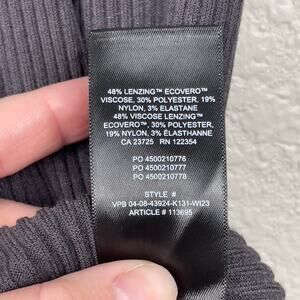 48% LENZING™ ECOVERO™
VISCOSE, 30% POLYESTER, 19%
NYLON, 3% ELASTANE
48% VISCOSE LENZING™
ECOVERO™, 30% POLYESTER,
19% NYLON, 3% ÉLASTHANNE
CA 23725 RN 122354
PO 4500210776
PO 4500210777
PO 4500210778
STYLE #
VPB 04-08-43924-K131-WI23
ARTICLE # 113695